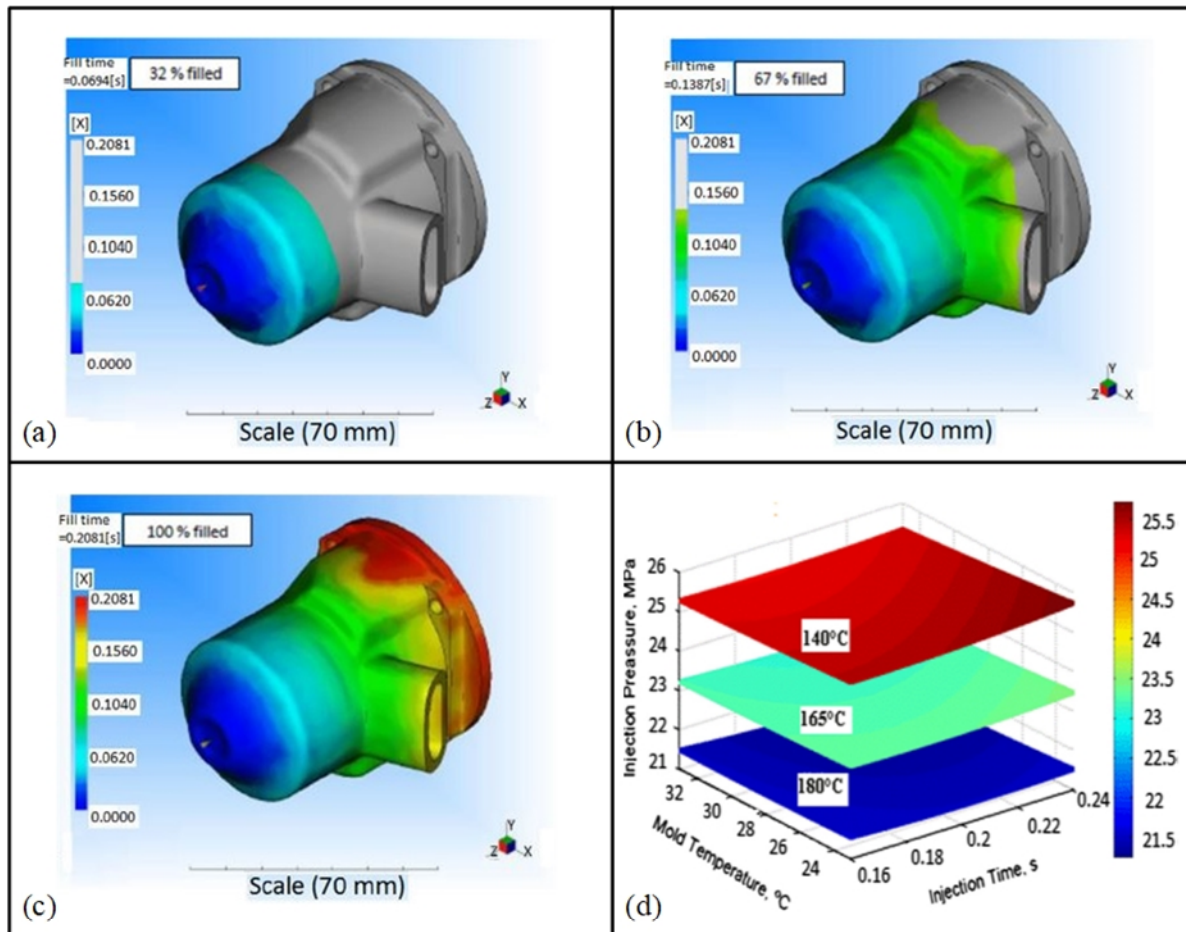 Fill time
=0.0694[s]
32 % filled
[X]
0.2081
0.1560
0.1040
0.0620
0.0000
Y
Z
X
Scale (70 mm)
(a)
Fill time
=0.1387[s]
67 % filled
[X]
0.2081
0.1560
0.1040
0.0620
0.0000
Y
Z
X
Scale (70 mm)
(b)
Fill time
=0.2081[s]
100 % filled
[X]
0.2081
0.1560
0.1040
0.0620
0.0000
Y
Z
X
Scale (70 mm)
(c)
Injection Preassure, MPa
26
25
24
23
22
21
140ºC
165ºC
180ºC
32
30
28
26
24
Mold Temperature, ºC
0.16
0.18
0.2
0.22
0.24
Injection Time, s
25.5
25
24.5
24
23.5
23
22.5
22
21.5
(d)